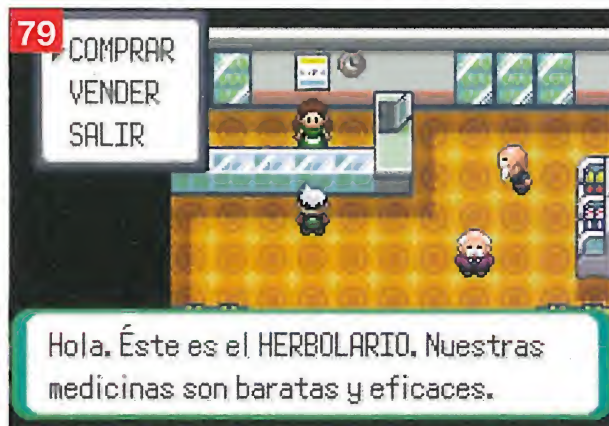 79
COMPRAR
VENDER
SALIR
Hola. Éste es el HERBOLARIO. Nuestras
medicinas son baratas y eficaces.